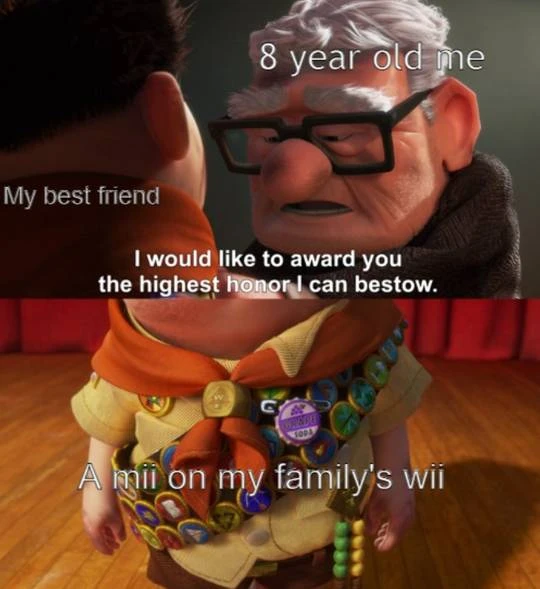 8 year old me
My best friend
I would like to award you
the highest honor I can bestow.
A mii on my family's wii
SODA